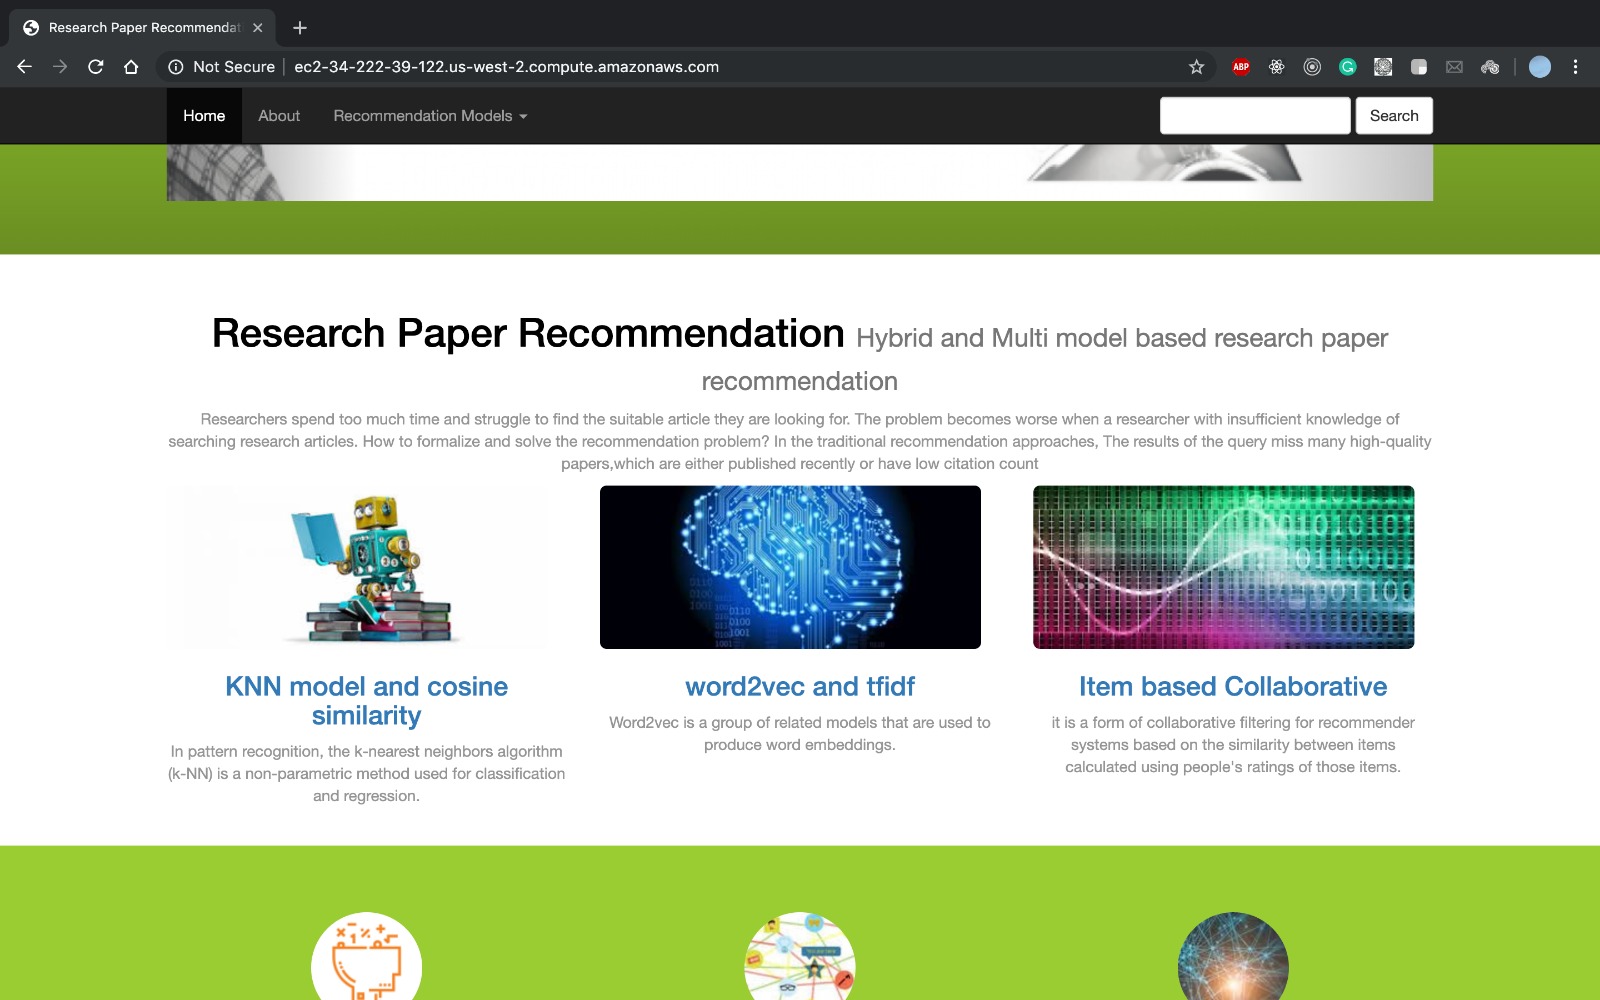 Research Paper Recommendat
Not Secure
ec2-34-222-39-122.us-west-2.compute.amazonaws.com
ABP
Home
About
Recommendation Models
Search
Research Paper Recommendation Hybrid and Multi model based research paper
recommendation
Researchers spend too much time and struggle to find the suitable article they are looking for. The problem becomes worse when a researcher with insufficient knowledge of
searching research articles. How to formalize and solve the recommendation problem? In the traditional recommendation approaches, The results of the query miss many high-quality
papers,which are either published recently or have low citation count
KNN model and cosine
similarity
In pattern recognition, the k-nearest neighbors algorithm
(k-NN) is a non-parametric method used for classification
and regression.
word2vec and tfidf
Word2vec is a group of related models that are used to
produce word embeddings.
Item based Collaborative
it is a form of collaborative filtering for recommender
systems based on the similarity between items
calculated using people's ratings of those items.